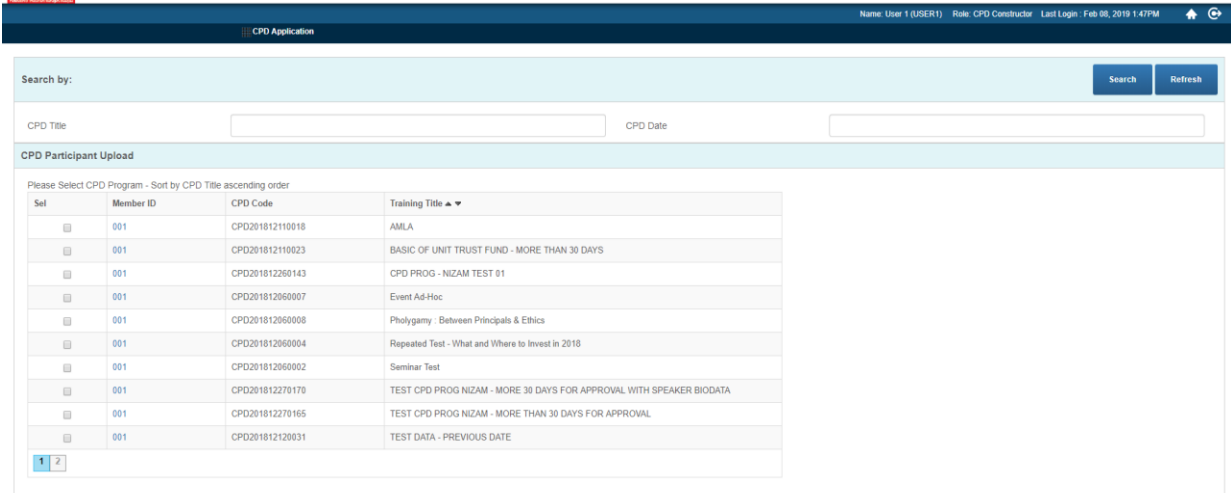 Name: User 1 (USER1) Role: CPD Constructor Last Login : Feb 08, 2019 1:47PM
CPD Application
Search by: Search Refresh
CPD Title CPD Date
CPD Participant Upload
Please Select CPD Program - Sort by CPD Title ascending order
Sel Member ID CPD Code Training Title ▲ ▼
001 CPD201812110018 AMLA
001 CPD201812110023 BASIC OF UNIT TRUST FUND - MORE THAN 30 DAYS
001 CPD201812260143 CPD PROG - NIZAM TEST 01
001 CPD201812060007 Event Ad-Hoc
001 CPD201812060008 Pholygamy : Between Principals & Ethics
001 CPD201812060004 Repeated Test - What and Where to Invest in 2018
001 CPD201812060002 Seminar Test
001 CPD201812270170 TEST CPD PROG NIZAM - MORE 30 DAYS FOR APPROVAL WITH SPEAKER BIODATA
001 CPD201812270165 TEST CPD PROG NIZAM - MORE THAN 30 DAYS FOR APPROVAL
001 CPD201812120031 TEST DATA - PREVIOUS DATE
1 2